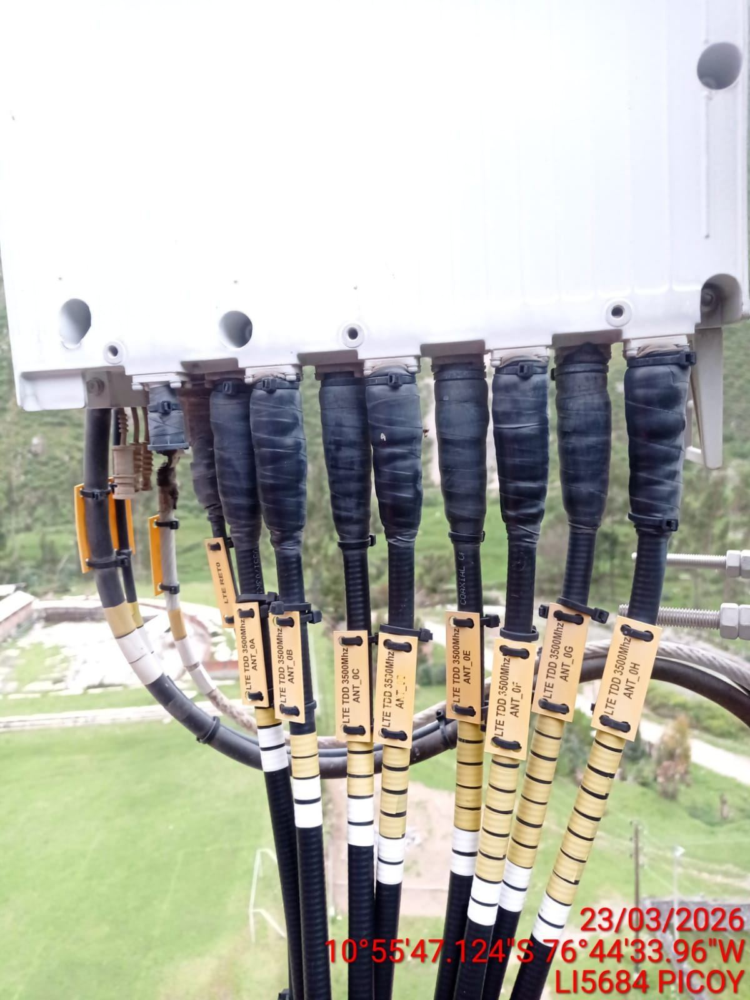 LTE RET0
LTE TDD 3500Mhz
ANT_0A
LTE TDD 3500Mhz
ANT_0B
LTE TDD 3500Mhz
ANT_0C
LTE TDD 3500Mhz
LTE TDD 3500Mhz
ANT_0E
LTE TDD 3500Mhz
ANT_0F
LTE TDD 3500Mhz
ANT_0G
LTE TDD 3500Mhz
ANT_0H
COAXIAL
23/03/2026
10°55'47.124"S 76°44'33.96"W
LI5684 PICOY